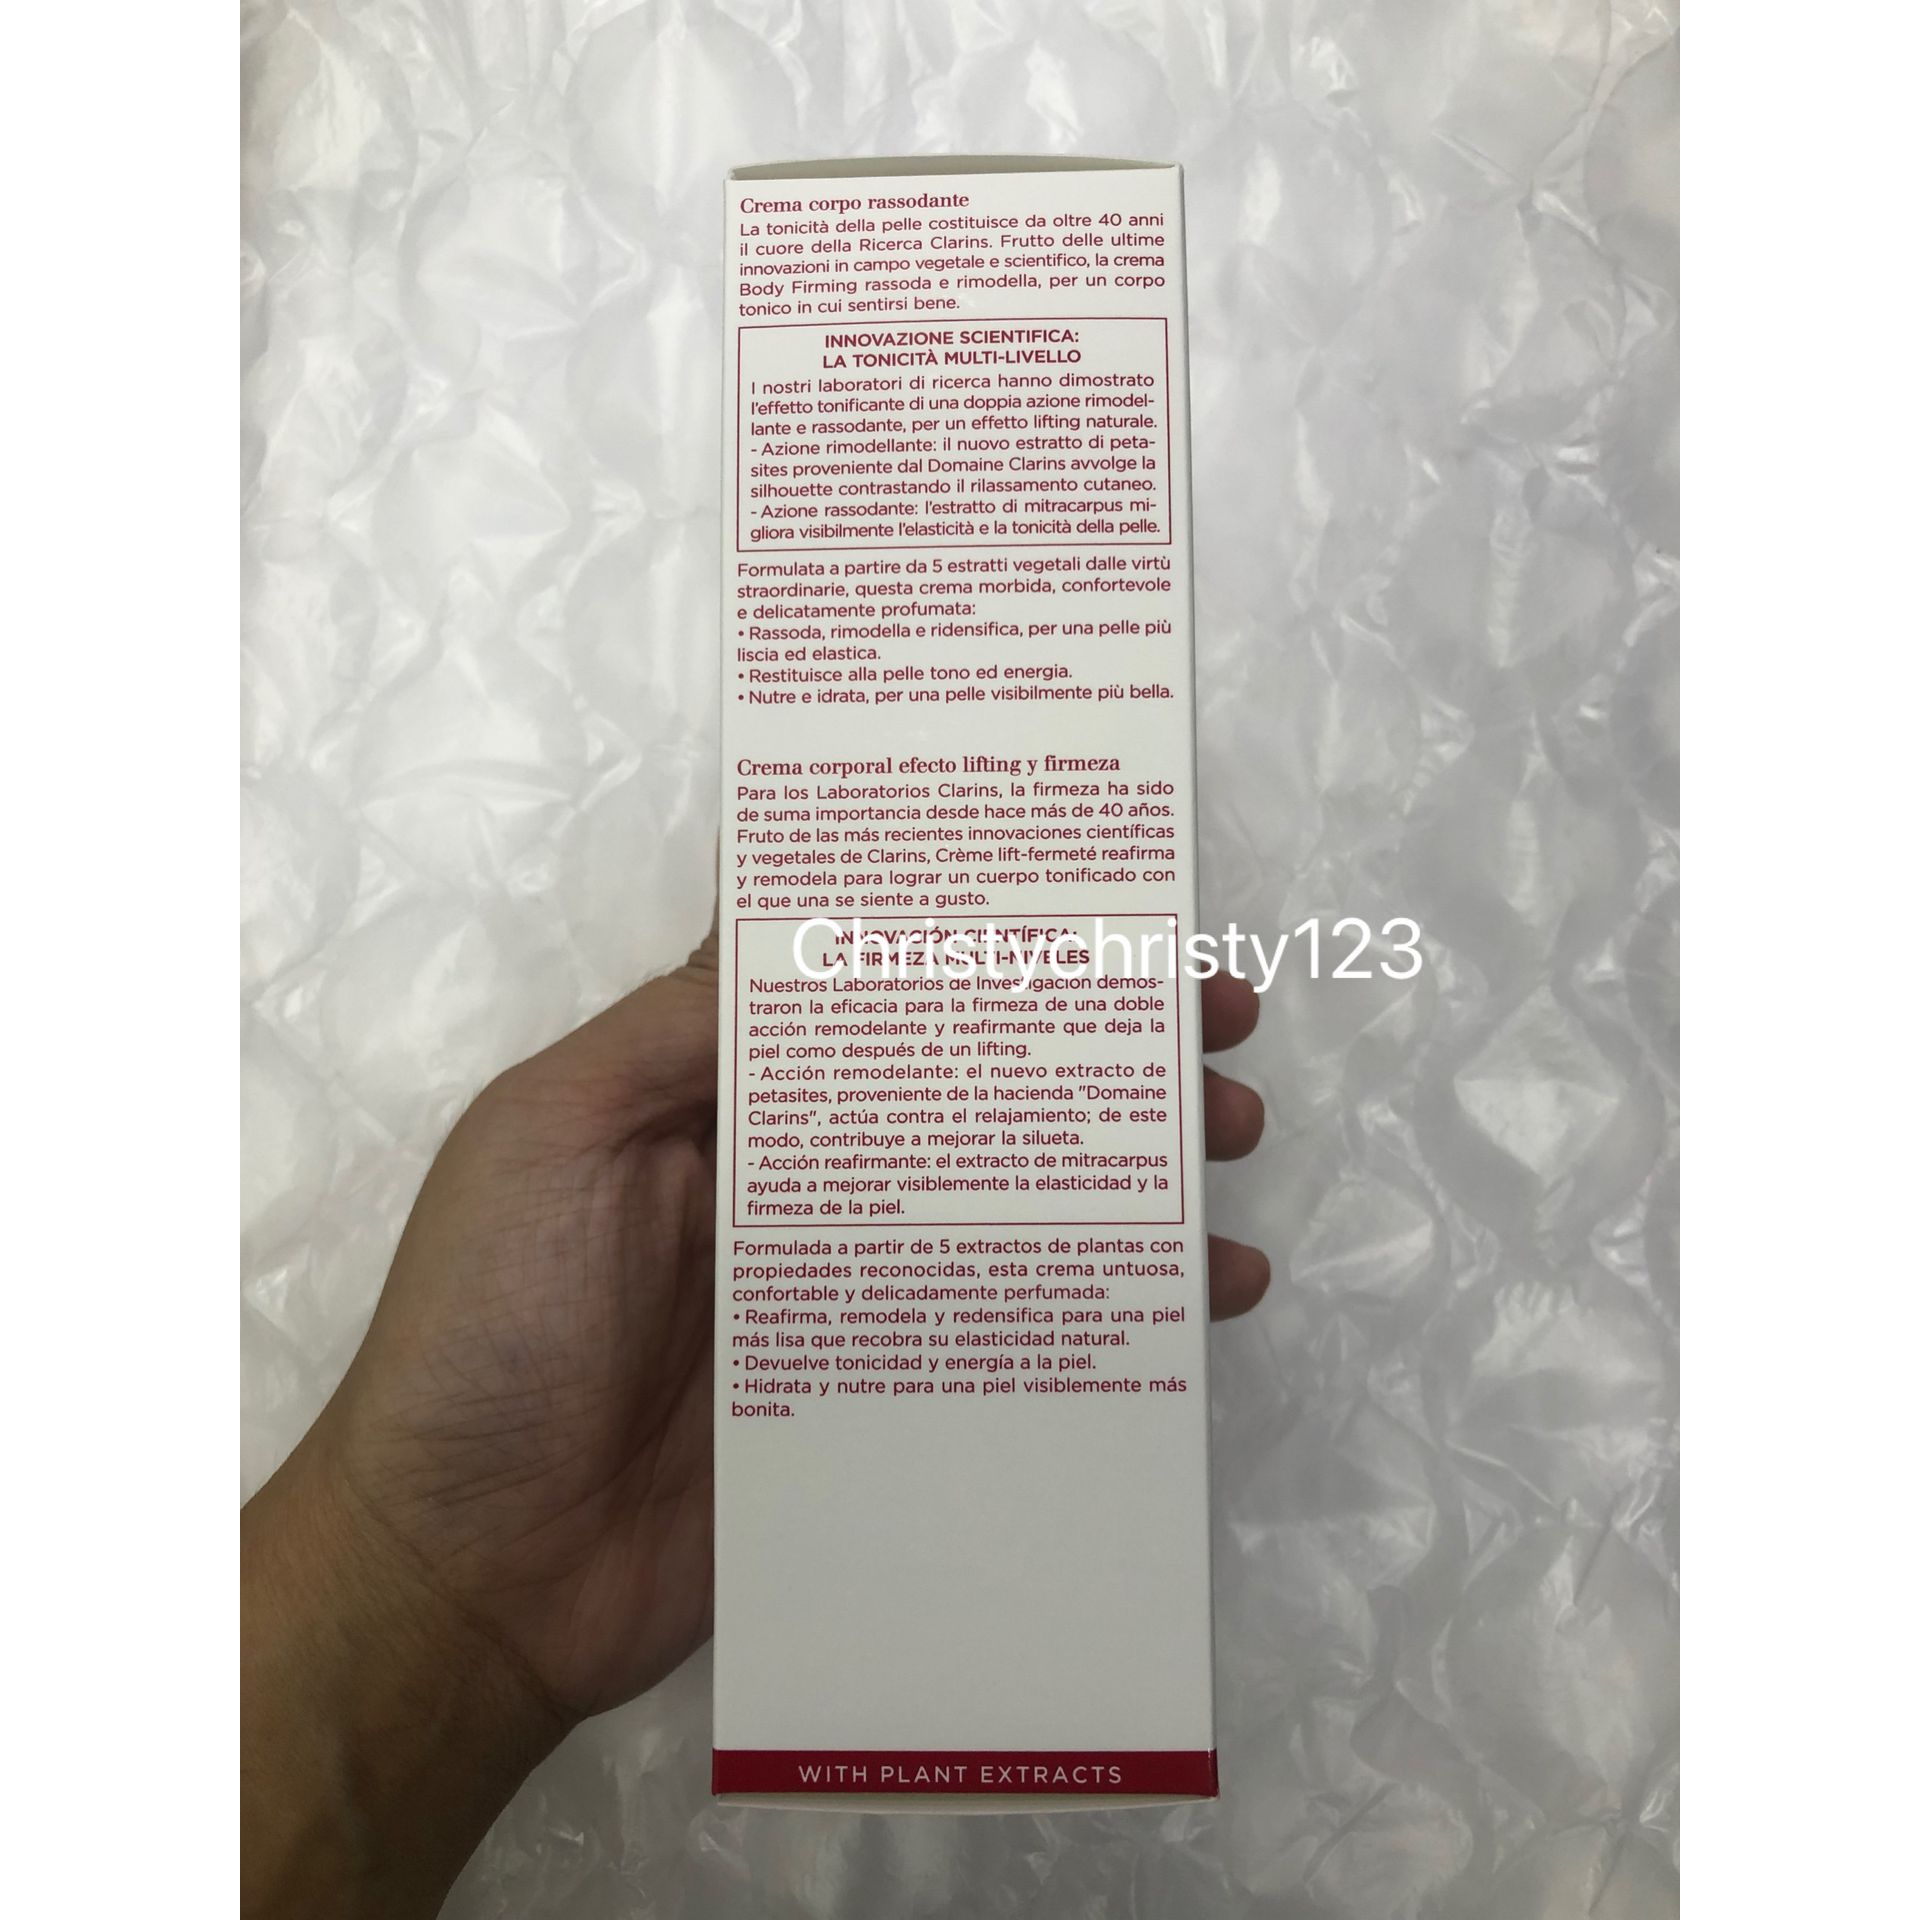 Crema corpo rassodante
La tonicità della pelle costituisce da oltre 40 anni
il cuore della Ricerca Clarins. Frutto delle ultime
innovazioni in campo vegetale e scientifico, la crema
Body Firming rassoda e rimodella, per un corpo
tonico in cui sentirsi bene.
INNOVAZIONE SCIENTIFICA:
LA TONICITÀ MULTI-LIVELLO
I nostri laboratori di ricerca hanno dimostrato
l'effetto tonificante di una doppia azione rimodel-
lante e rassodante, per un effetto lifting naturale.
- Azione rimodellante: il nuovo estratto di peta-
sites proveniente dal Domaine Clarins avvolge la
silhouette contrastando il rilassamento cutaneo.
- Azione rassodante: l'estratto di mitracarpus mi-
gliora visibilmente l'elasticità e la tonicità della pelle.
Formulata a partire da 5 estratti vegetali dalle virtù
straordinarie, questa crema morbida, confortevole
e delicatamente profumata:
• Rassoda, rimodella e ridensifica, per una pelle più
liscia ed elastica.
• Restituisce alla pelle tono ed energia.
• Nutre e idrata, per una pelle visibilmente più bella.
Crema corporal efecto lifting y firmeza
Para los Laboratorios Clarins, la firmeza ha sido
de suma importancia desde hace más de 40 años.
Fruto de las más recientes innovaciones científicas
y vegetales de Clarins, Crème lift-fermeté reafirma
y remodela para lograr un cuerpo tonificado con
el que una se siente a gusto.
INNOVACIÓN CIENTÍFICA:
Christychristy123
LA FIRMEZA MULTI-NIVELES
Nuestros Laboratorios de Investigación demos-
traron la eficacia para la firmeza de una doble
acción remodelante y reafirmante que deja la
piel como después de un lifting.
- Acción remodelante: el nuevo extracto de
petasites, proveniente de la hacienda "Domaine
Clarins", actúa contra el relajamiento; de este
modo, contribuye a mejorar la silueta.
- Acción reafirmante: el extracto de mitracarpus
ayuda a mejorar visiblemente la elasticidad y la
firmeza de la piel.
Formulada a partir de 5 extractos de plantas con
propiedades reconocidas, esta crema untuosa,
confortable y delicadamente perfumada:
• Reafirma, remodela y redensifica para una piel
más lisa que recobra su elasticidad natural.
• Devuelve tonicidad y energía a la piel.
• Hidrata y nutre para una piel visiblemente más
bonita.
WITH PLANT EXTRACTS